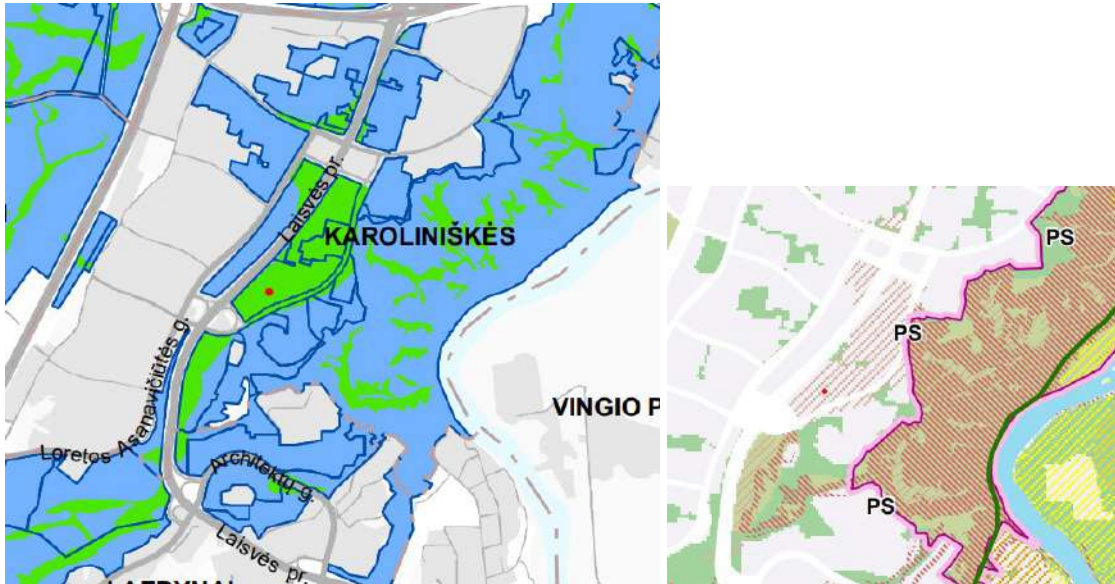 Laisvės pr.
KAROLINIŠKĖS
Loretos Asanavičiūtės g.
VINGIO P
Architektų g.
Laisvės pr.
PS
PS
PS